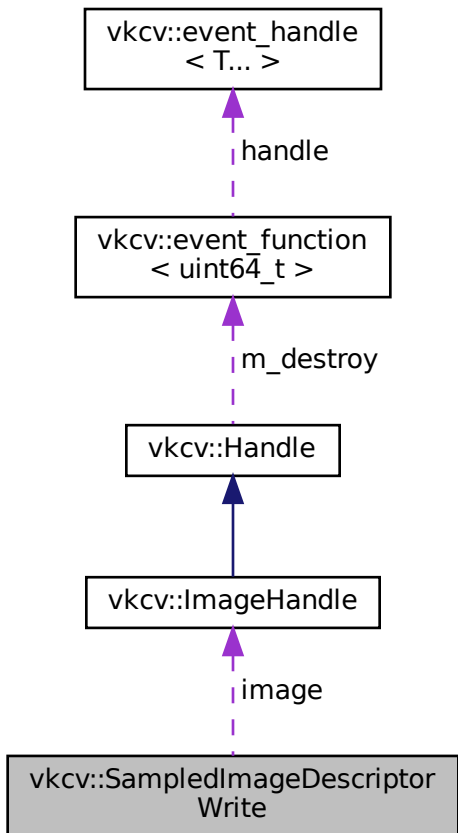 vkcv::event_handle
< T... >
handle
vkcv::event_function
< uint64_t >
m_destroy
vkcv::Handle
vkcv::ImageHandle
image
vkcv::SampledImageDescriptor
Write